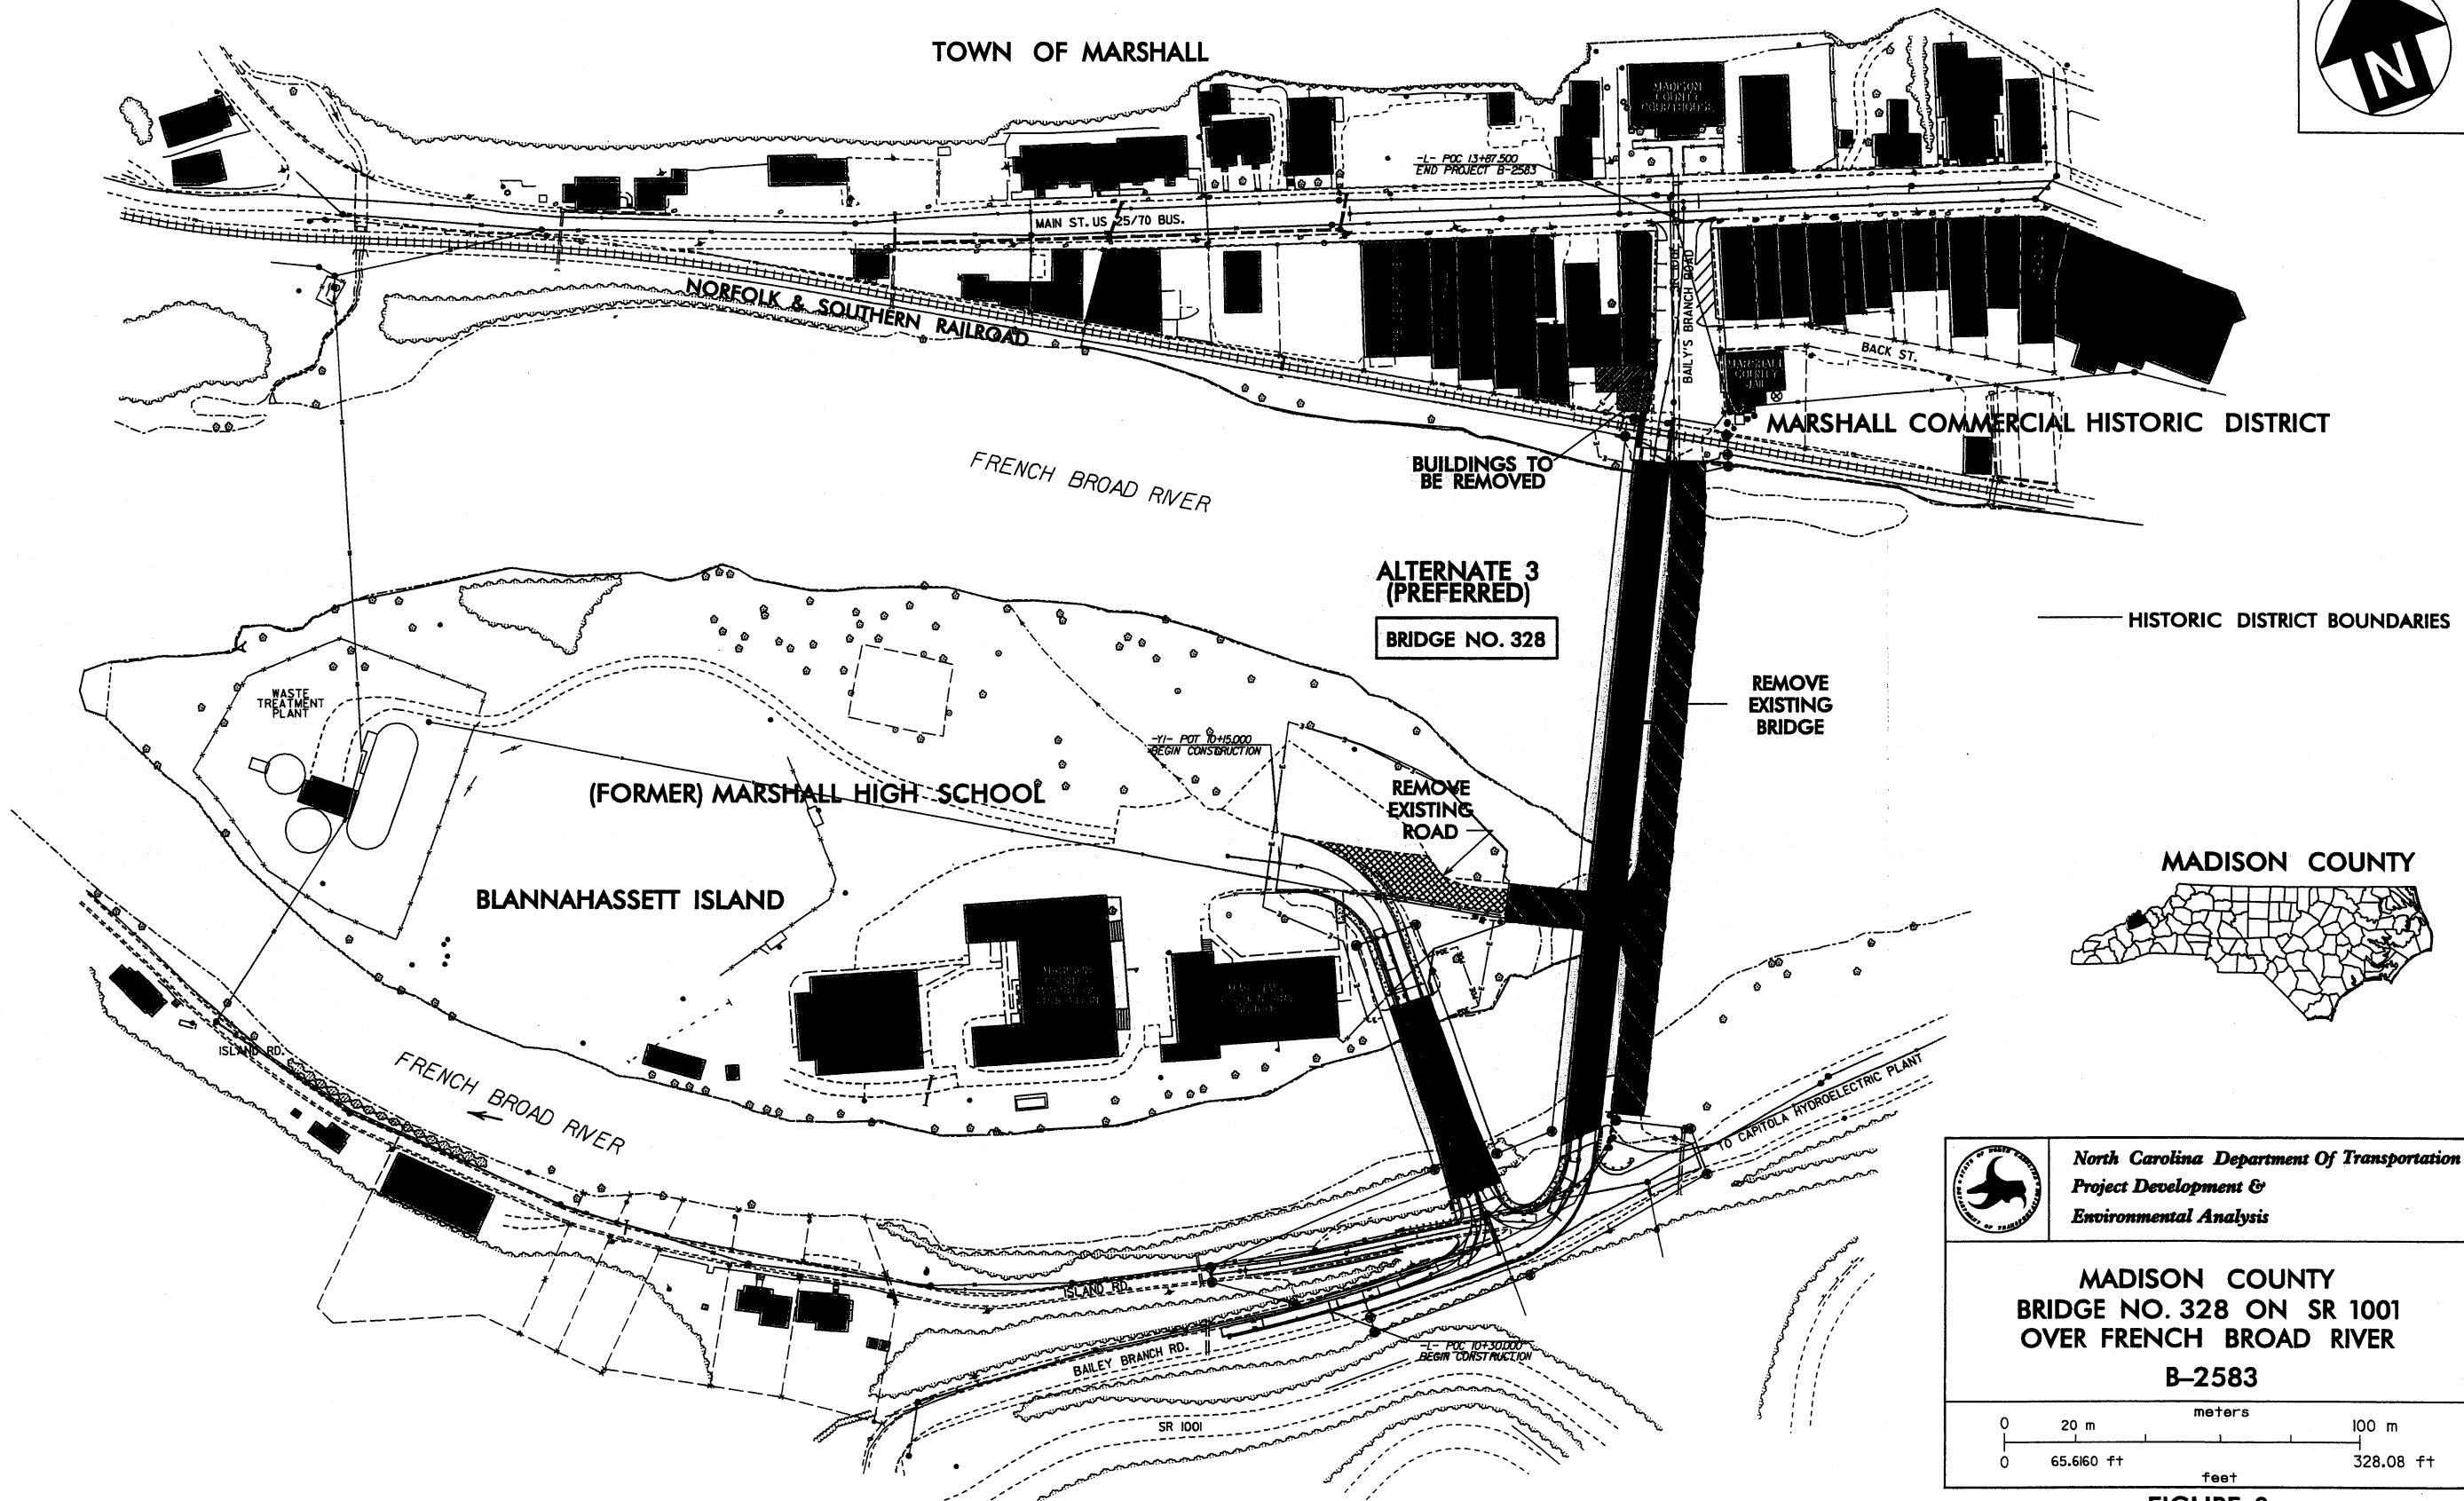 N
TOWN OF MARSHALL
MADISON
COUNTY
COURTHOUSE
-L- POC 13+87.500
END PROJECT B-2583
MAIN ST. US 25/70 BUS.
NORFOLK & SOUTHERN RAILROAD
BAILY'S BRANCH ROAD
BACK ST.
MARSHALL
COUNTY
JAIL
MARSHALL COMMERCIAL HISTORIC DISTRICT
BUILDINGS TO
BE REMOVED
FRENCH BROAD RIVER
ALTERNATE 3
(PREFERRED)
BRIDGE NO. 328
HISTORIC DISTRICT BOUNDARIES
REMOVE
EXISTING
BRIDGE
WASTE
TREATMENT
PLANT
-Y1- POT 10+15.000
BEGIN CONSTRUCTION
(FORMER) MARSHALL HIGH SCHOOL
REMOVE
EXISTING
ROAD
BLANNAHASSETT ISLAND
MADISON COUNTY
ISLAND RD.
FRENCH BROAD RIVER
TO CAPITOLA HYDROELECTRIC PLANT
ISLAND RD.
BAILEY BRANCH RD.
-L- POC 10+30.000
BEGIN CONSTRUCTION
SR 1001
North Carolina Department Of Transportation
Project Development &
Environmental Analysis
MADISON COUNTY
BRIDGE NO. 328 ON SR 1001
OVER FRENCH BROAD RIVER
B-2583
meters
0 20 m 100 m
0 65.6160 ft 328.08 ft
feet